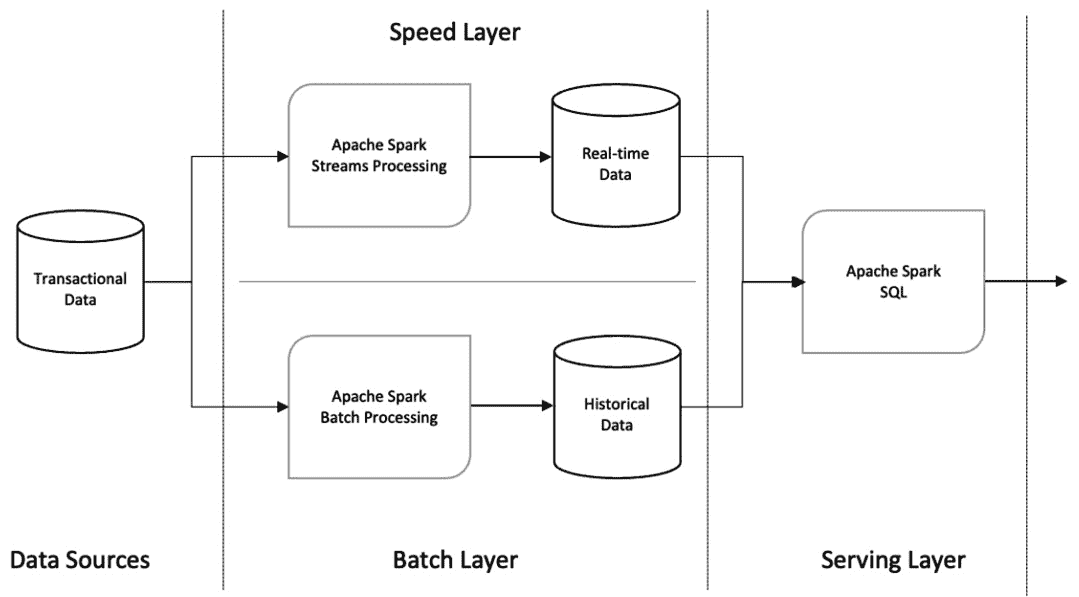 Speed Layer
Apache Spark
Streams Processing
Real-time
Data
Transactional
Data
Apache Spark
SQL
Apache Spark
Batch Processing
Historical
Data
Data Sources
Batch Layer
Serving Layer